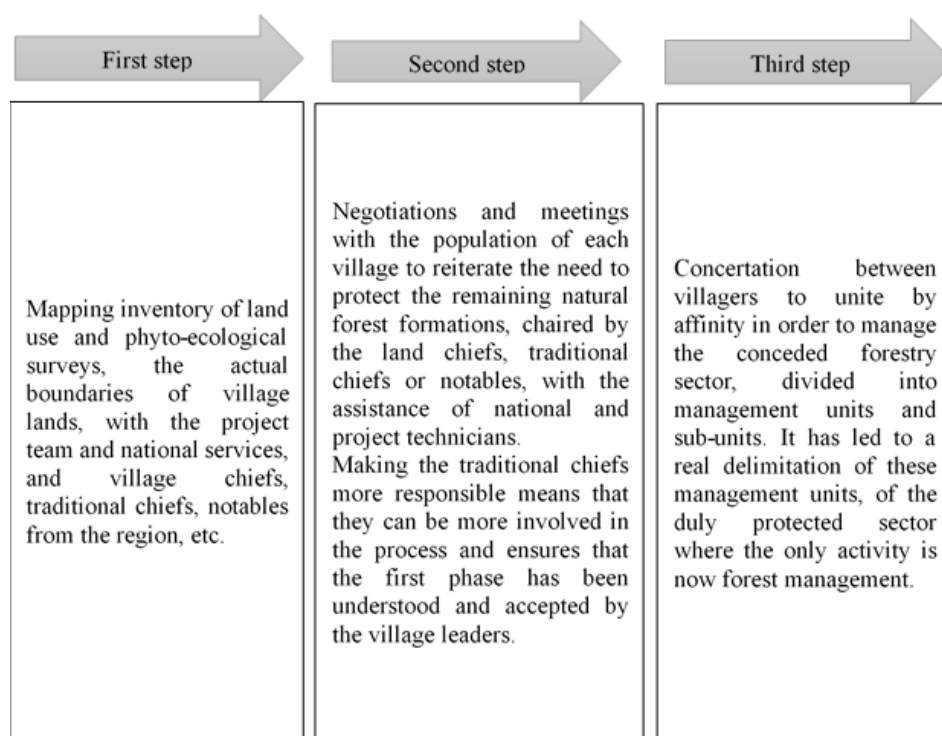 First step
Second step
Third step
Mapping inventory of land
use and phyto-ecological
surveys, the actual
boundaries of village
lands, with the project
team and national services,
and village chiefs,
traditional chiefs, notables
from the region, etc.
Negotiations and meetings
with the population of each
village to reiterate the need to
protect the remaining natural
forest formations, chaired by
the land chiefs, traditional
chiefs or notables, with the
assistance of national and
project technicians.
Making the traditional chiefs
more responsible means that
they can be more involved in
the process and ensures that
the first phase has been
understood and accepted by
the village leaders.
Concertation between
villagers to unite by
affinity in order to manage
the conceded forestry
sector, divided into
management units and
sub-units. It has led to a
real delimitation of these
management units, of the
duly protected sector
where the only activity is
now forest management.